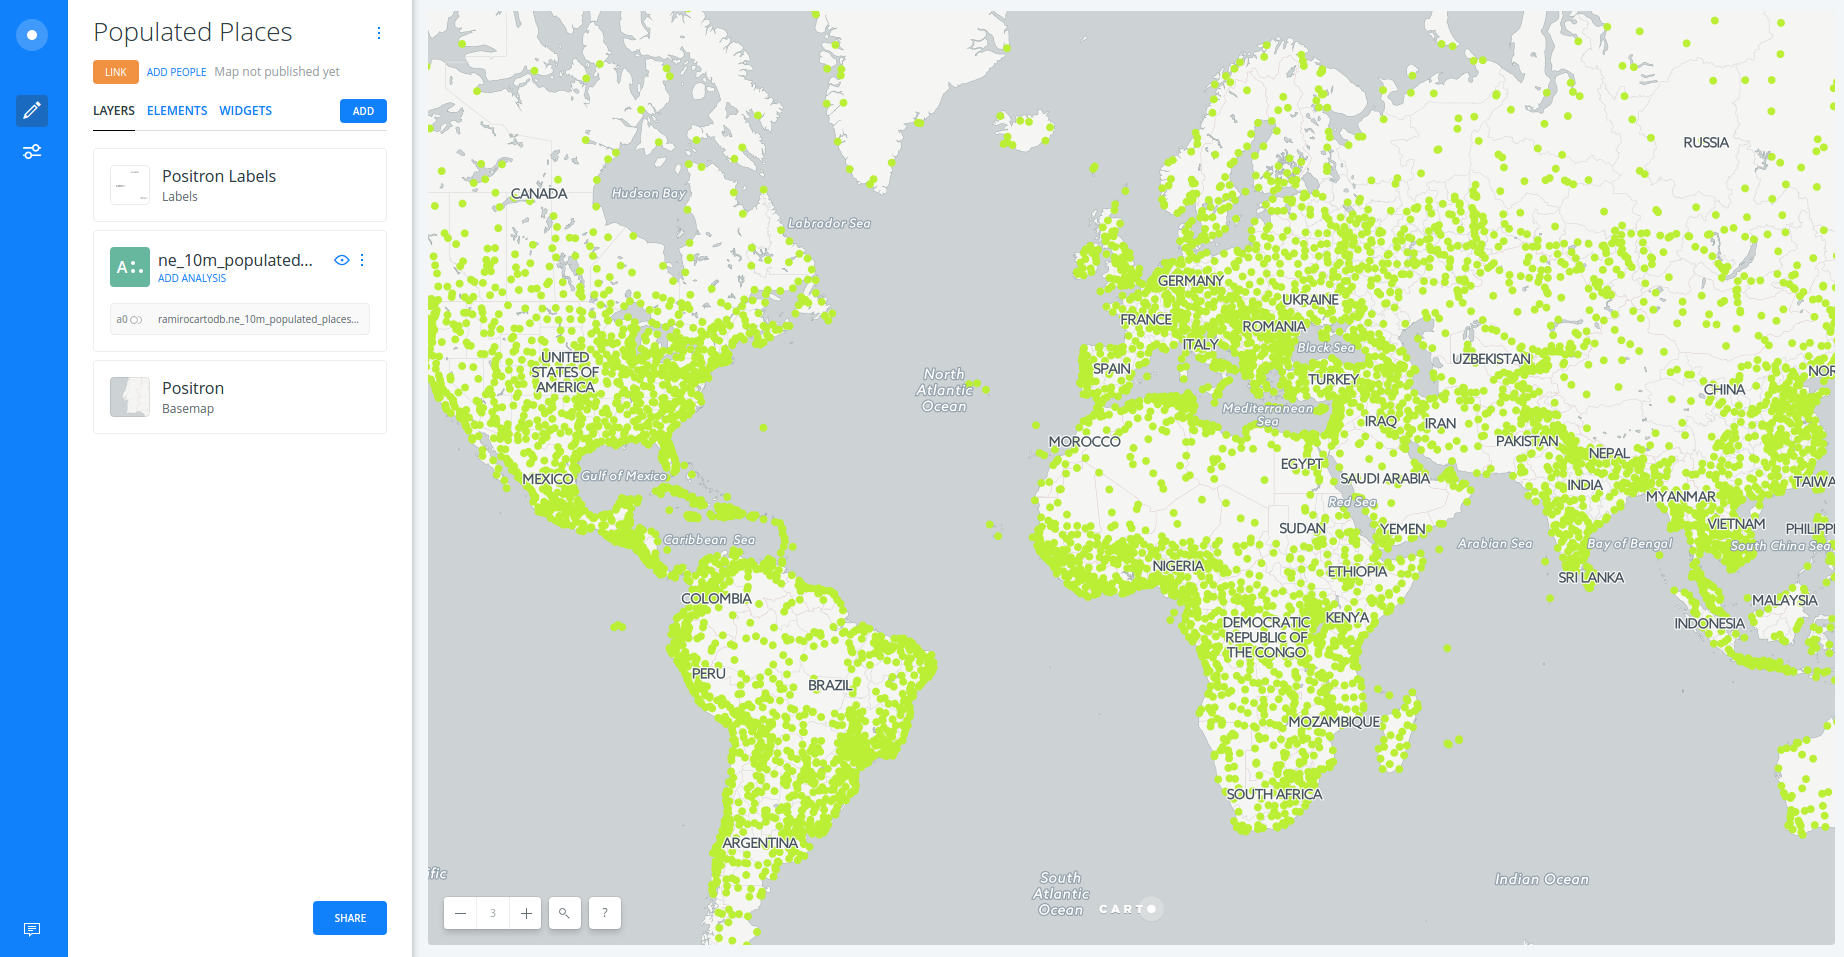 Populated Places
LINK ADD PEOPLE Map not published yet
LAYERS ELEMENTS WIDGETS ADD
Positron Labels
Labels
A
ne_10m_populated...
ADD ANALYSIS
a0 ramirocartodb.ne_10m_populated_places...
Positron
Basemap
SHARE
RUSSIA
CANADA
Hudson Bay
Labrador Sea
GERMANY
UKRAINE
FRANCE
ROMANIA
ITALY
Black Sea
UNITED
STATES OF
AMERICA
SPAIN
UZBEKISTAN
TURKEY
NOR
CHINA
North
Atlantic
Ocean
Mediterranean
Sea
IRAQ
IRAN
MOROCCO
PAKISTAN
NEPAL
EGYPT
MEXICO
Gulf of Mexico
SAUDI ARABIA
INDIA
TAIWA
MYANMAR
Red Sea
SUDAN
YEMEN
VIETNAM
PHILIPP
Caribbean Sea
Arabian Sea
Bay of Bengal
South China Sea
NIGERIA
ETHIOPIA
SRI LANKA
COLOMBIA
MALAYSIA
KENYA
DEMOCRATIC
REPUBLIC OF
THE CONGO
INDONESIA
PERU
BRAZIL
MOZAMBIQUE
SOUTH AFRICA
ARGENTINA
ific
South
Atlantic
Ocean
Indian Ocean
3 ?
CARTO